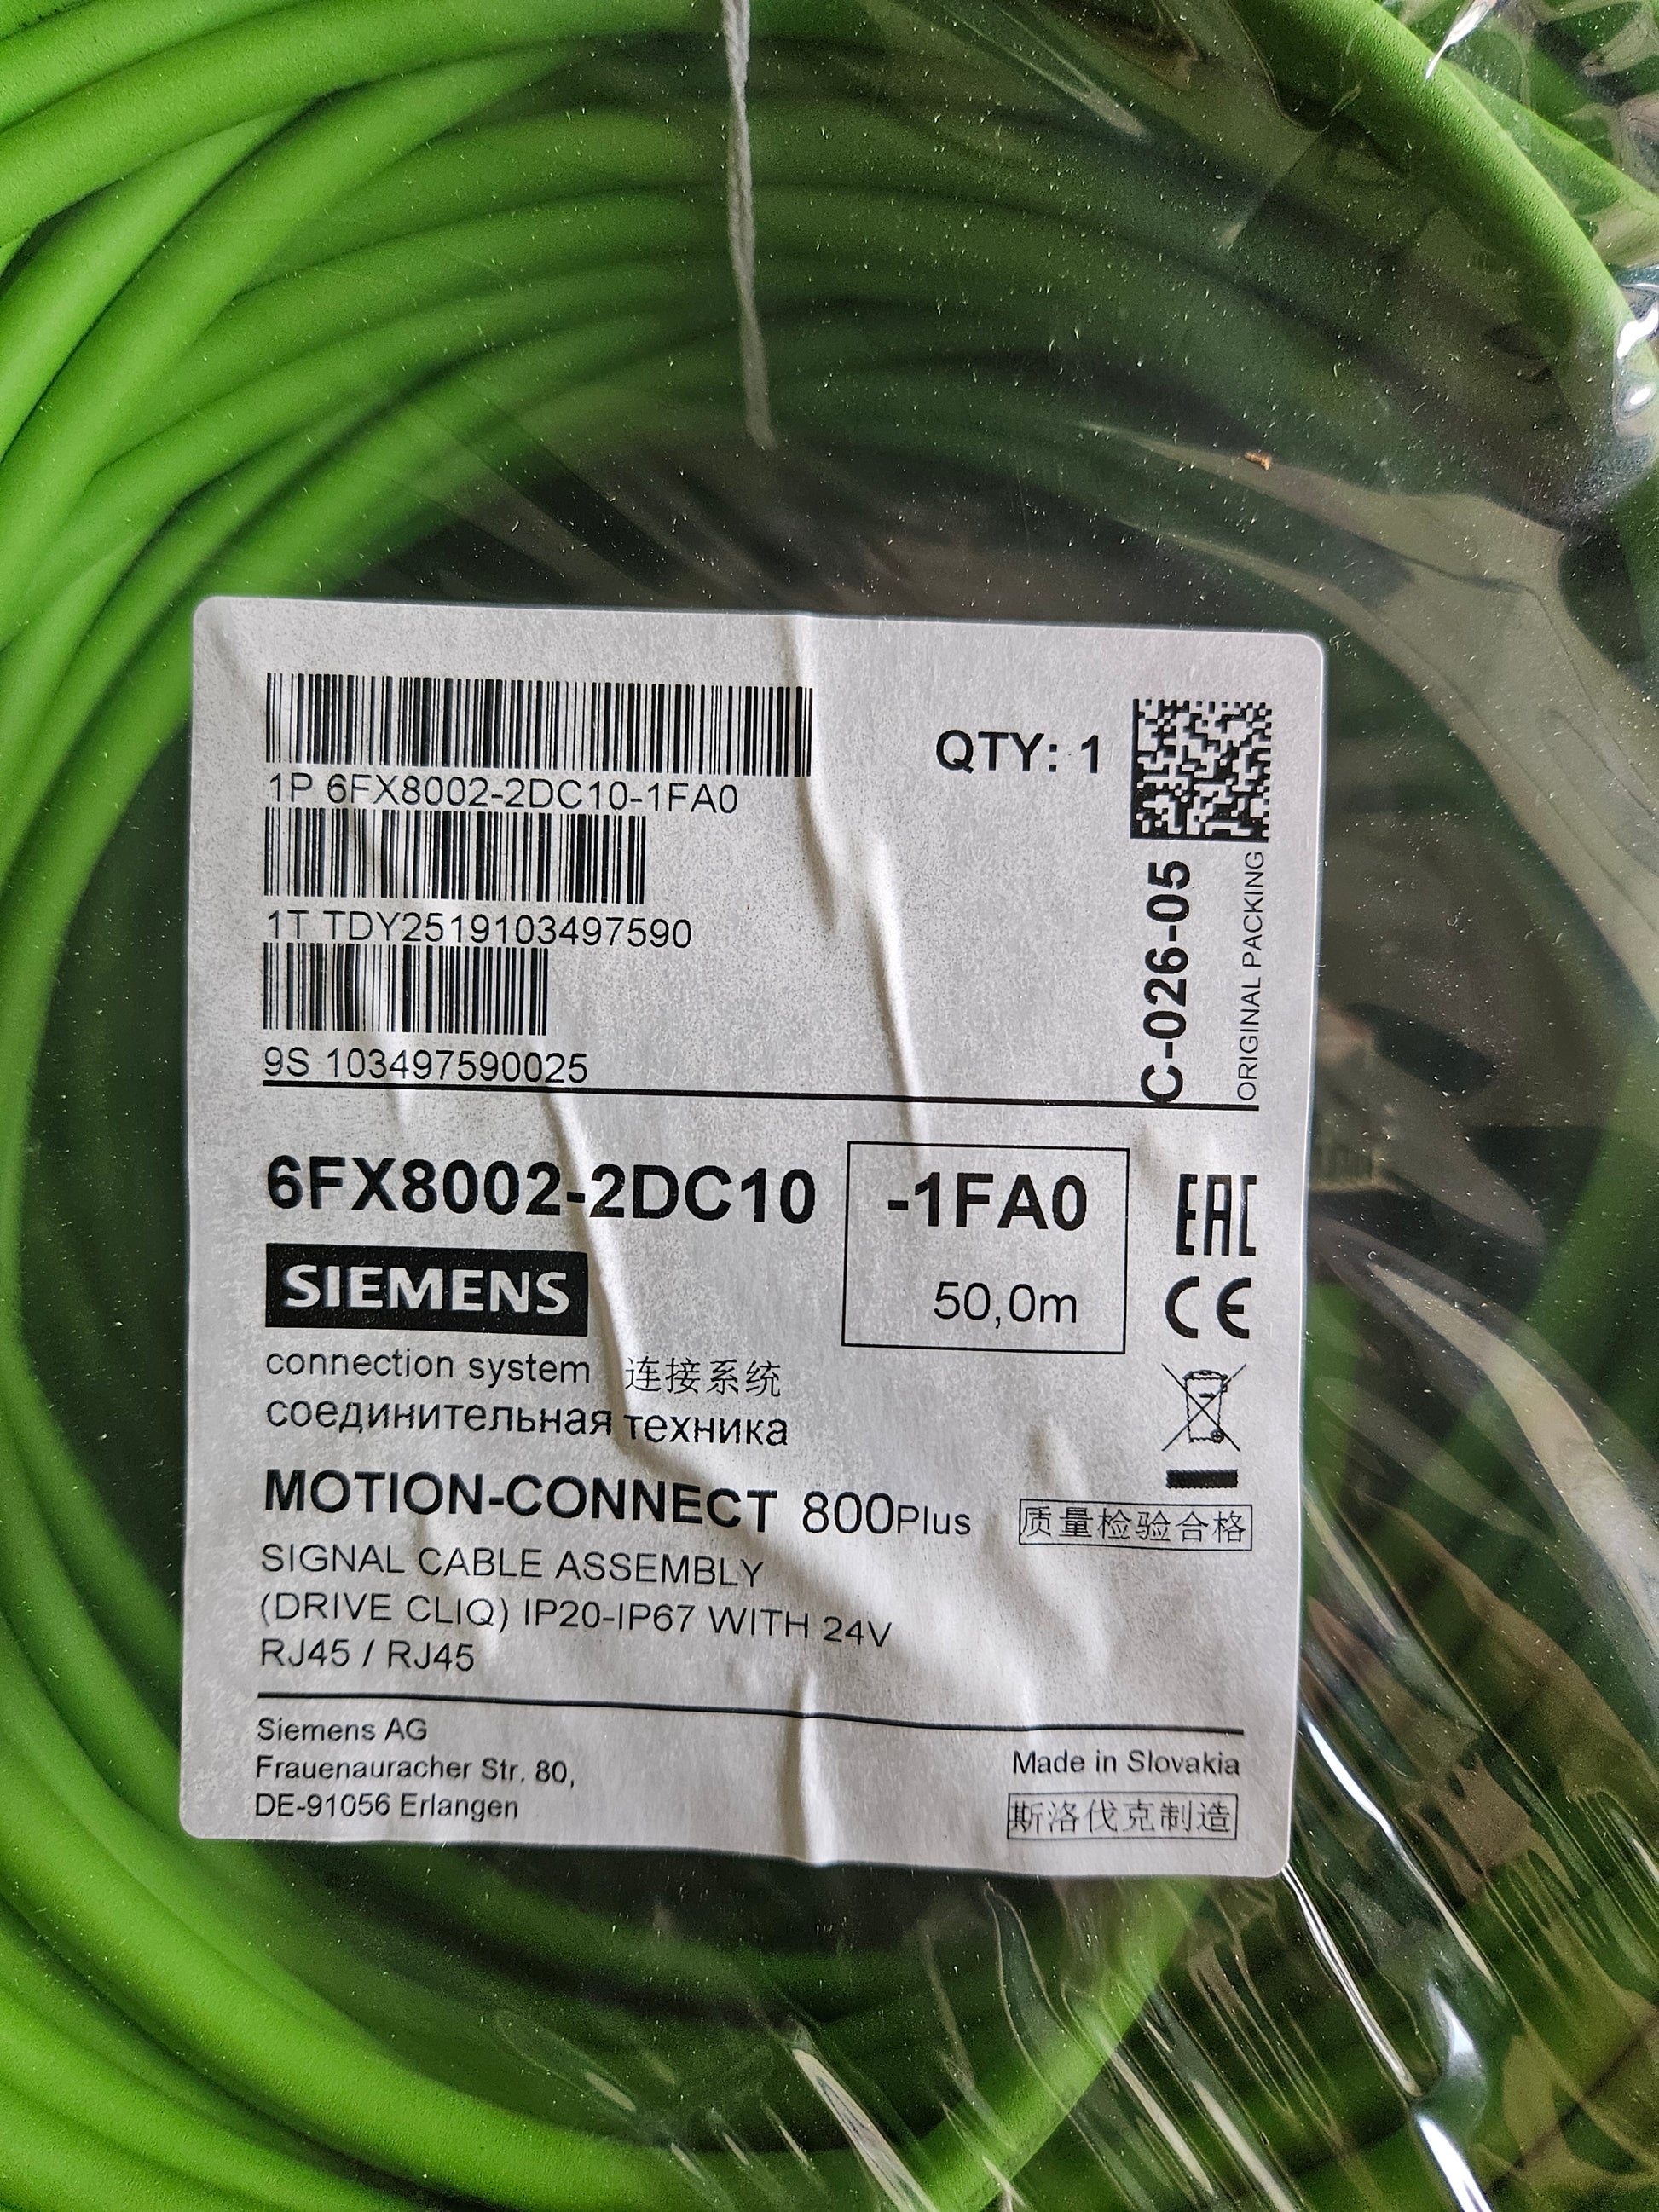 1P 6FX8002-2DC10-1FA0
QTY: 1
1T TDY2519103497590
9S 103497590025
C-026-05
ORIGINAL PACKING
6FX8002-2DC10
-1FA0
50,0m
EAC
CE
SIEMENS
connection system 连接系统
соединительная техника
MOTION-CONNECT 800Plus
质量检验合格
SIGNAL CABLE ASSEMBLY
(DRIVE CLIQ) IP20-IP67 WITH 24V
RJ45 / RJ45
Siemens AG
Frauenauracher Str. 80,
DE-91056 Erlangen
Made in Slovakia
斯洛伐克制造